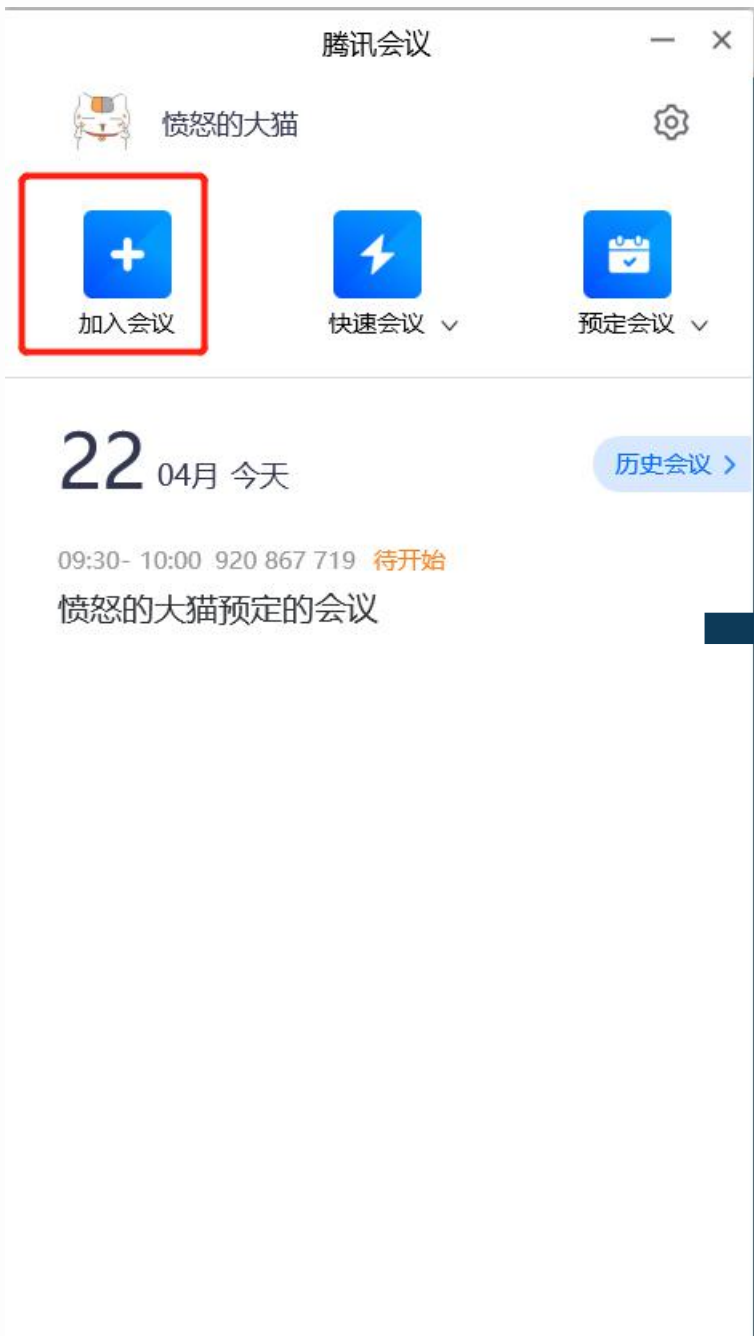 腾讯会议
愤怒的大猫
加入会议 快速会议 预定会议
22 04月 今天 历史会议
09:30- 10:00 920 867 719 待开始
愤怒的大猫预定的会议